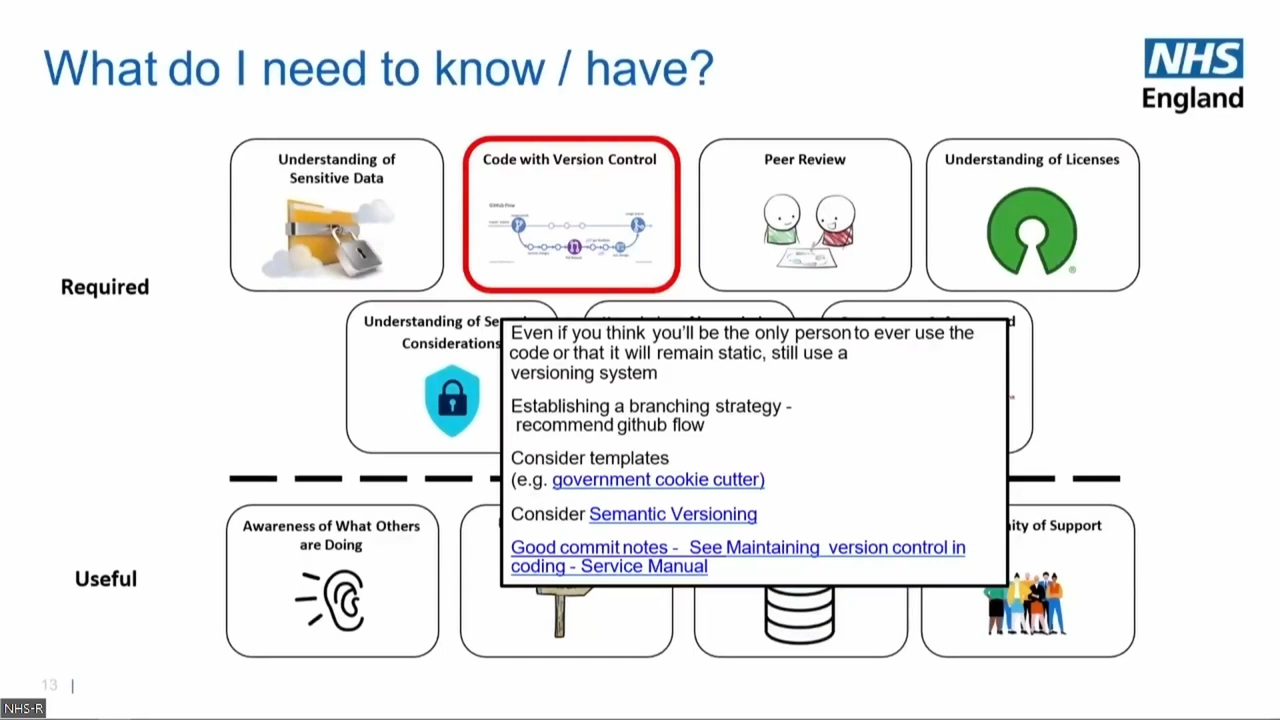 What do I need to know / have?
NHS
England
Understanding of
Sensitive Data
Code with Version Control
Peer Review
Understanding of Licenses
Required
Understanding of
Considerations
Even if you think you'll be the only person to ever use the
code or that it will remain static, still use a
versioning system
Establishing a branching strategy -
recommend github flow
Consider templates
(e.g. government cookie cutter)
Consider Semantic Versioning
Good commit notes - See Maintaining version control in
coding - Service Manual
Useful
Awareness of What Others
are Doing
of Support
13 |
NHS-R